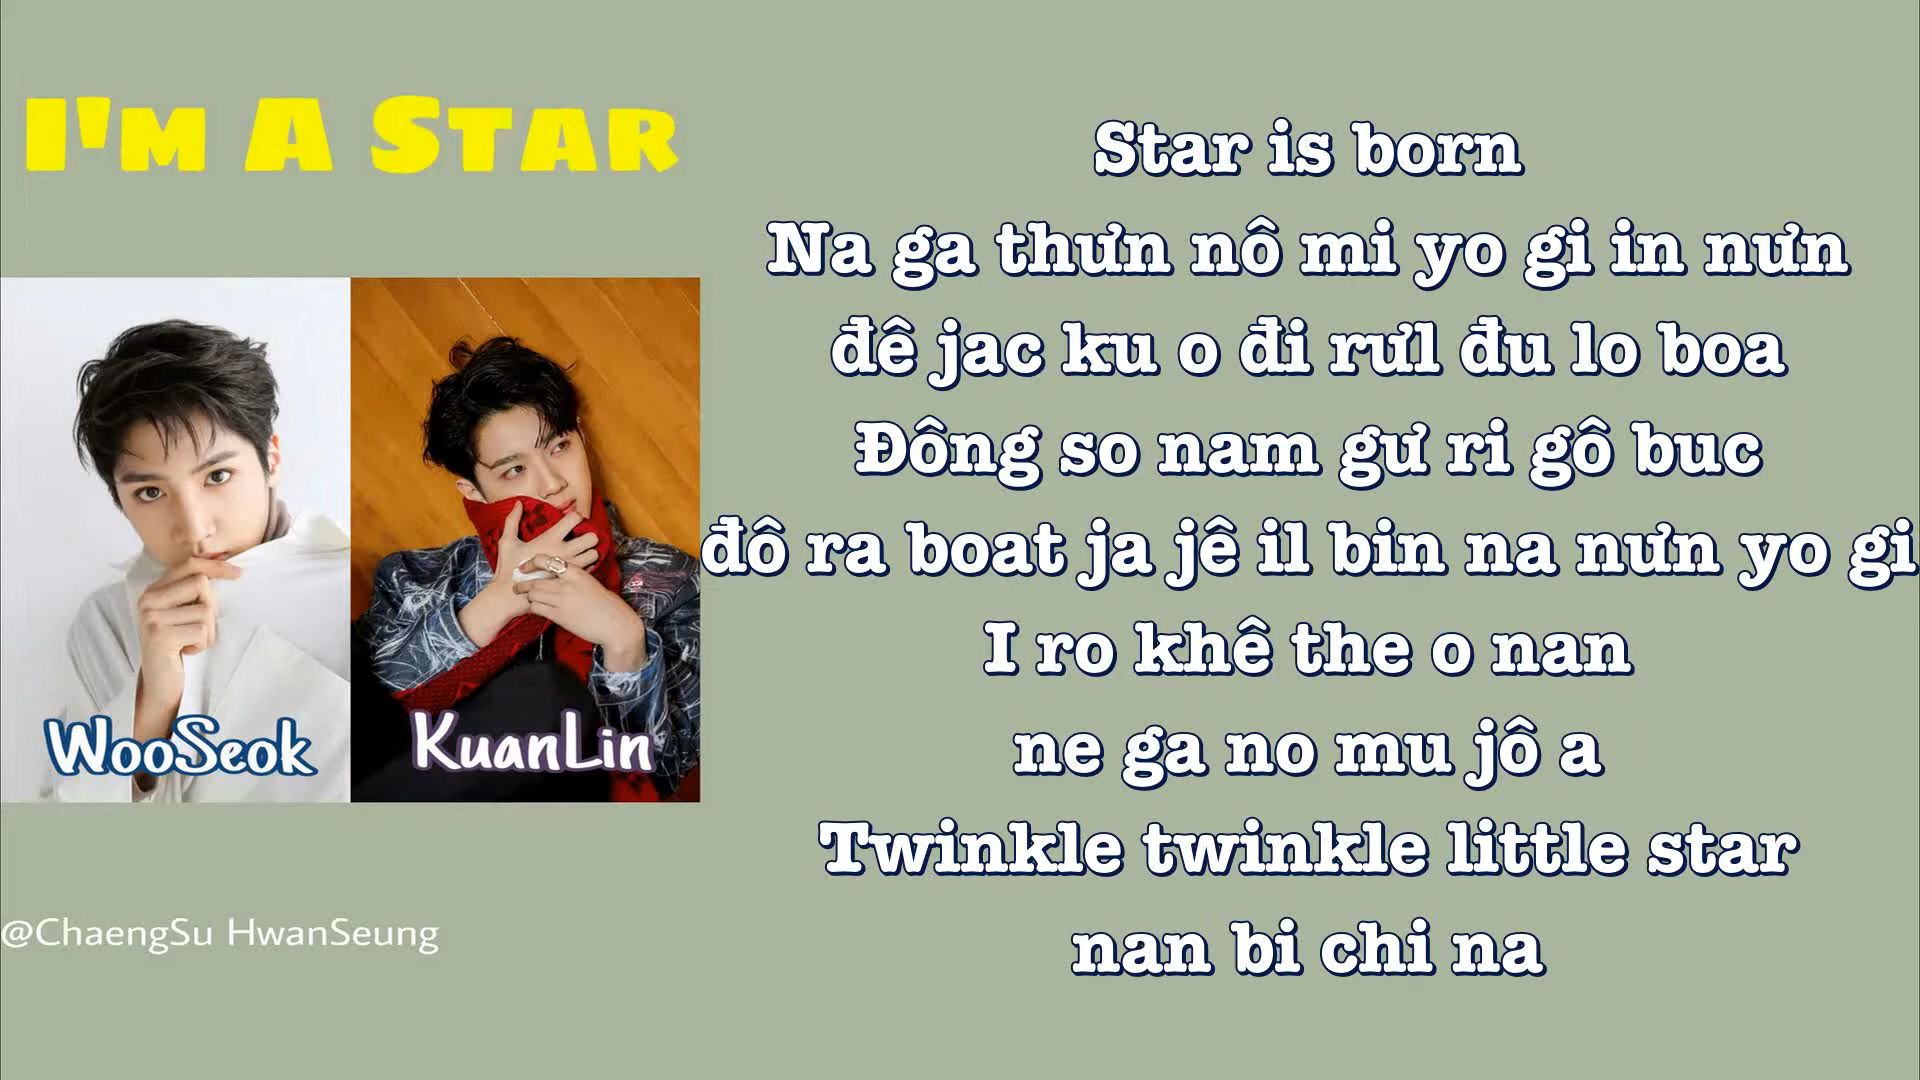 I'm A Star
WooSeok
KuanLin
@ChaengSu HwanSeung
Star is born
Na ga thưn nô mi yo gi in nưn
đê jac ku o đi rưl đu lo boa
Đông so nam gư ri gô buc
đô ra boat ja jê il bin na nưn yo gi
I ro khê the o nan
ne ga no mu jô a
Twinkle twinkle little star
nan bi chi na